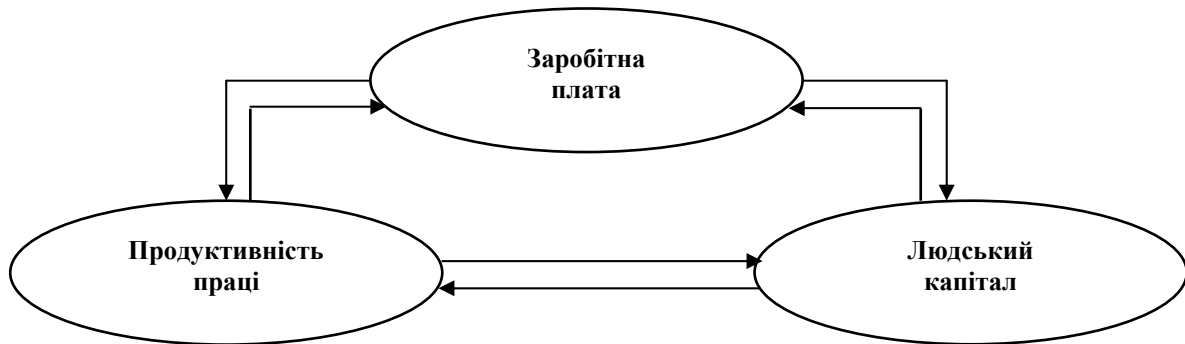 Заробітна
плата
Продуктивність
праці
Людський
капітал